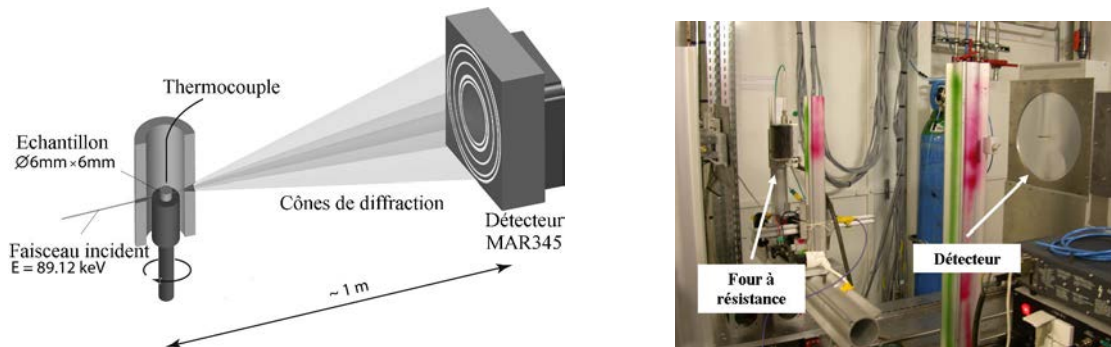 Thermocouple
Echantillon
Ø6mm×6mm
Cônes de diffraction
Faisceau incident
E = 89.12 keV
Détecteur
MAR345
~ 1 m
Four à
résistance
Détecteur